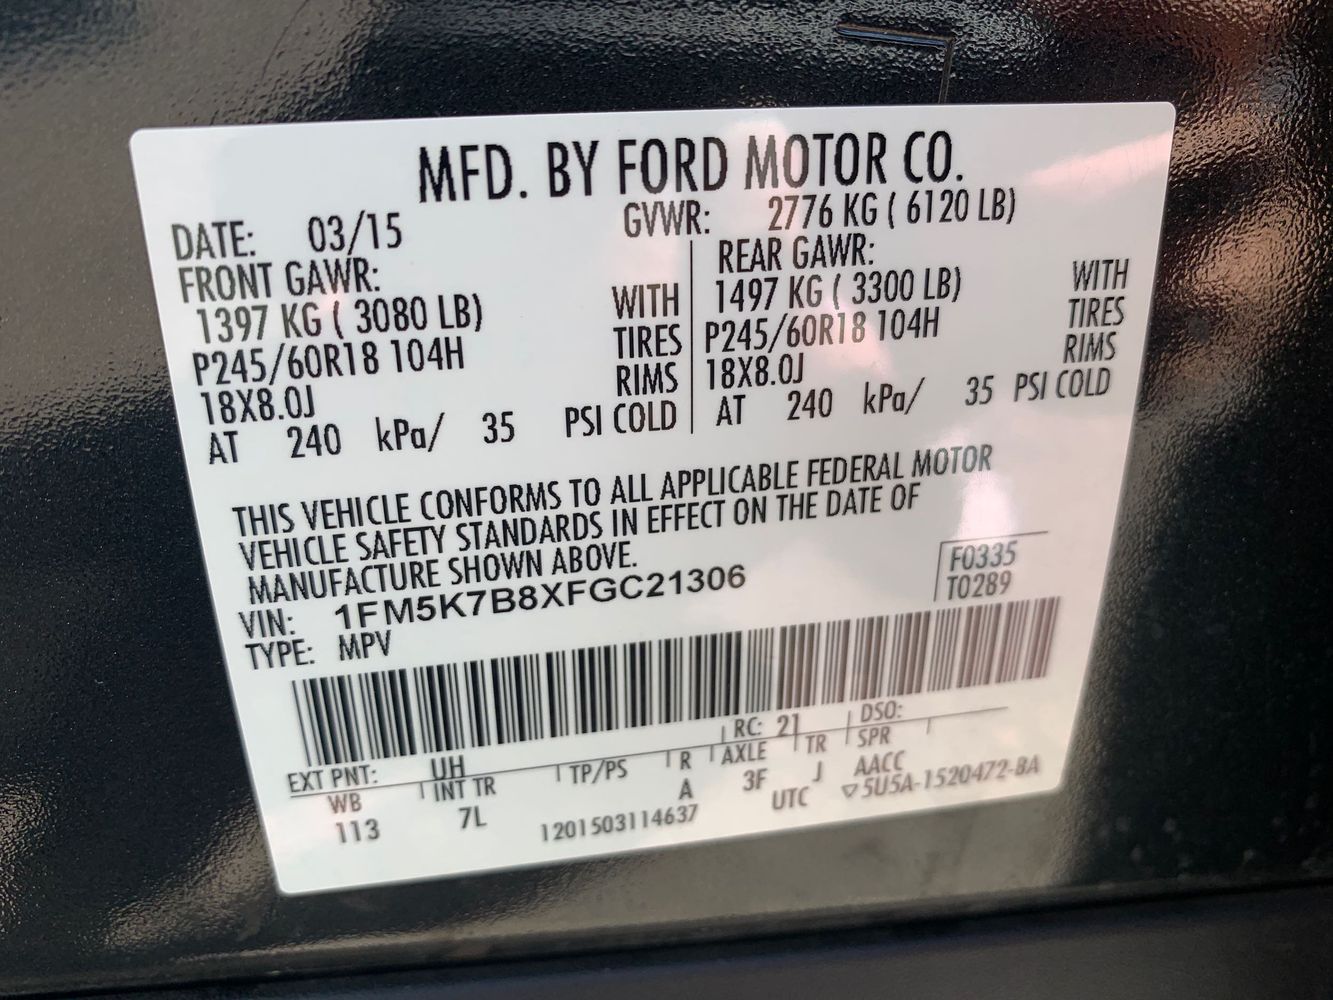 MFD. BY FORD MOTOR CO.
DATE: 03/15 GVWR: 2776 KG ( 6120 LB)
FRONT GAWR: REAR GAWR:
1397 KG ( 3080 LB) WITH 1497 KG ( 3300 LB) WITH
P245/60R18 104H TIRES P245/60R18 104H TIRES
18X8.0J RIMS 18X8.0J RIMS
AT 240 kPa/ 35 PSI COLD AT 240 kPa/ 35 PSI COLD
THIS VEHICLE CONFORMS TO ALL APPLICABLE FEDERAL MOTOR
VEHICLE SAFETY STANDARDS IN EFFECT ON THE DATE OF
MANUFACTURE SHOWN ABOVE.
VIN: 1FM5K7B8XFGC21306 F0335
TYPE: MPV T0289
EXT PNT: UH RC: 21 DSO:
WB INT TR TP/PS R AXLE TR SPR
113 7L A 3F J AACC
1201503114637 UTC ▽5U5A-1520472-BA